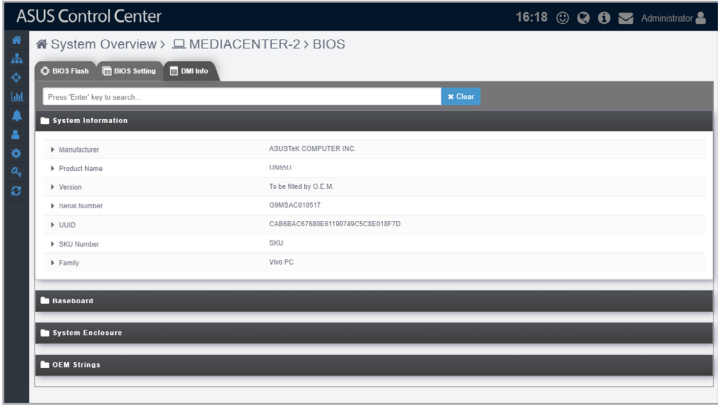 ASUS Control Center
16:18
Administrator
System Overview > MEDIACENTER-2 > BIOS
BIOS Flash
BIOS Setting
DMI Info
Press 'Enter' key to search...
× Clear
System Information
Manufacturer ASUSTeK COMPUTER INC.
Product Name UN65U
Version To be filled by O.E.M.
Serial Number G9MSAC010517
UUID CAB6BAC67680E61190749C5C8E018F7D
SKU Number SKU
Family Vivo PC
Baseboard
System Enclosure
OEM Strings